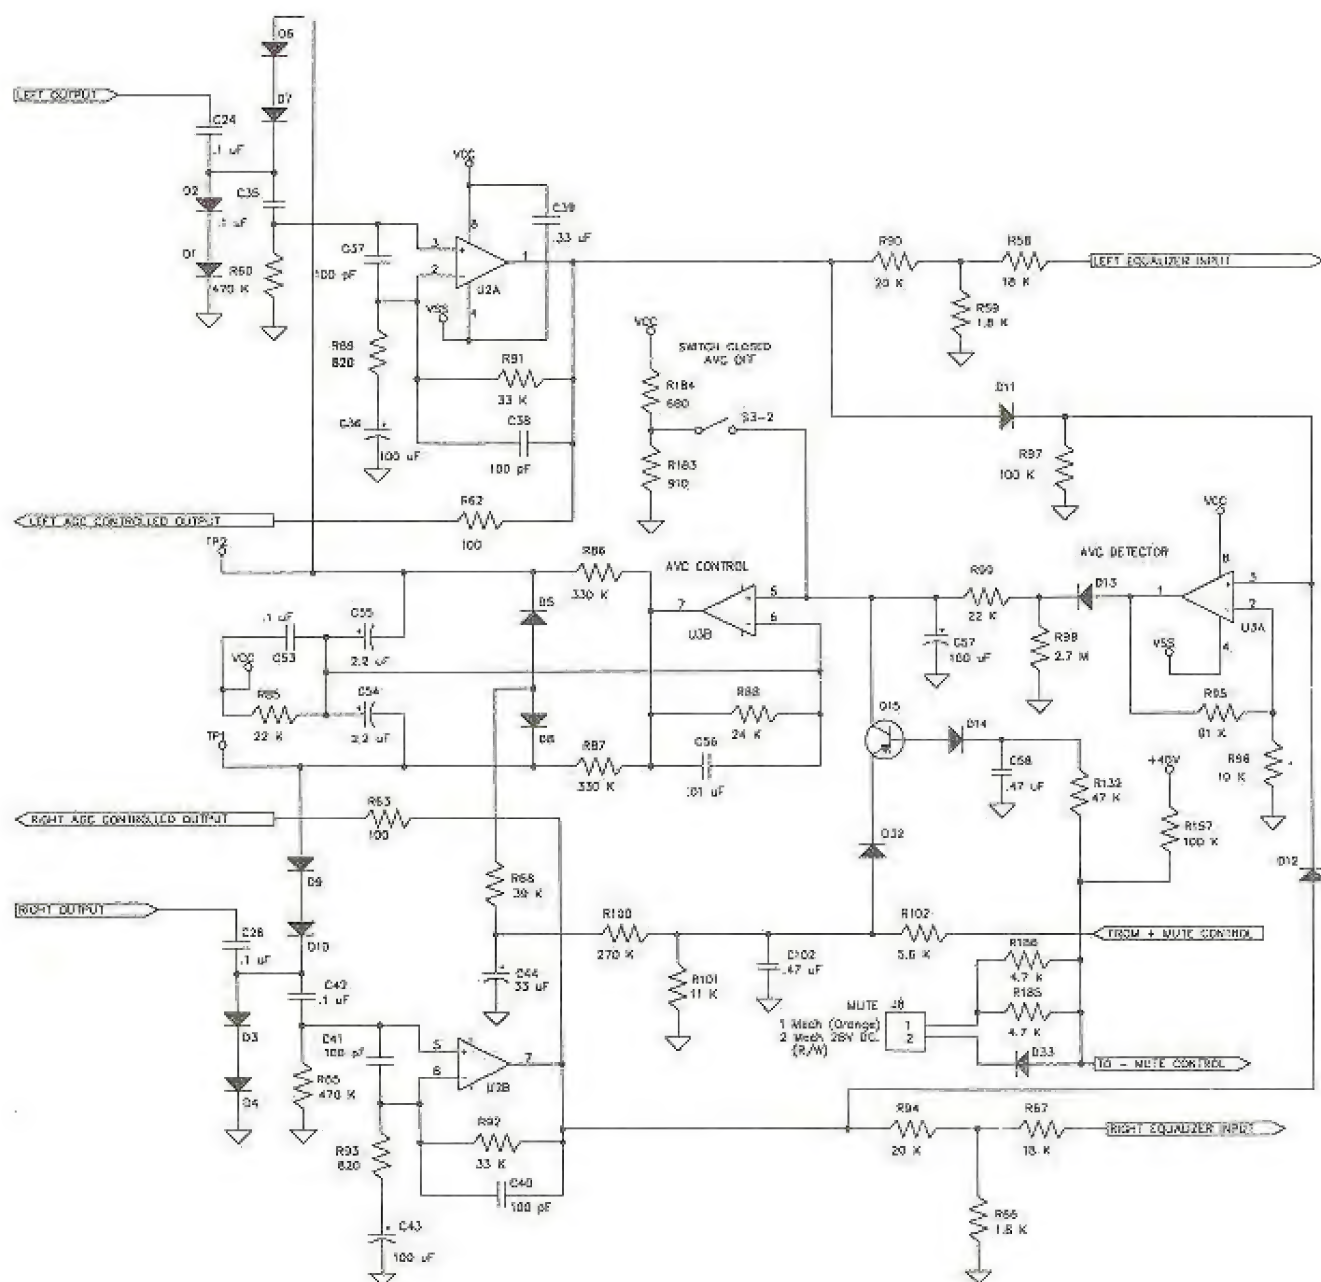 D6
LEFT OUTPUT
D7
C24
.1 uF
VCC
D2
C35
.1 uF
8
C39
.33 uF
C37
3
1
R90
R58
LEFT EQUALIZER INPUT
D1
R60
470 K
100 pF
2
U2A
20 K
18 K
VSS
4
R59
1.8 K
VCC
SWITCH CLOSED
AVC OFF
R89
820
R91
33 K
R184
680
D11
C36
100 uF
C38
100 pF
S3-2
R183
910
R97
100 K
R62
100
LEFT AGC CONTROLLED OUTPUT
VCC
TP2
R86
330 K
AVC CONTROL
AVC DETECTOR
8
D13
1
3
.1 uF
C55
D5
7
5
R99
22 K
2
6
U3B
U3A
C53
2.2 uF
C57
100 uF
R98
2.7 M
VSS
4
VCC
R85
22 K
C54
2.2 uF
R88
24 K
Q15
D14
R95
TP1
D8
C56
.01 uF
R87
330 K
C58
.47 uF
R132
47 K
+40V
R96
10 K
R63
100
RIGHT AGC CONTROLLED OUTPUT
D32
R157
100 K
D12
D9
R68
39 K
RIGHT OUTPUT
D10
R100
270 K
R102
5.6 K
FROM + MUTE CONTROL
.1 uF
C44
33 uF
R101
11 K
C102
.47 uF
4.7 K
C42
.1 uF
MUTE
J8
R185
4.7 K
1 Mech (Orange)
2 Mech 28V DC.
(R/W)
1
2
D3
C41
100 pF
5
7
D33
TO - MUTE CONTROL
6
U2B
D4
R65
470 K
R92
33 K
R94
20 K
R67
18 K
RIGHT EQUALIZER INPUT
R93
820
C40
100 pF
R66
1.8 K
C43
100 uF